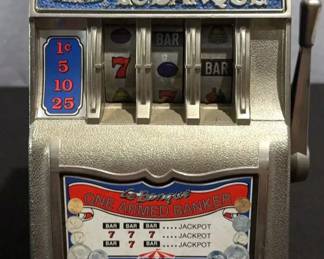 BAR
7
BAR
1¢
5
10
25
ONE ARMED BANKER
BAR BAR BAR .... JACKPOT
7 7 7 .... JACKPOT
BAR 7 BAR .... JACKPOT